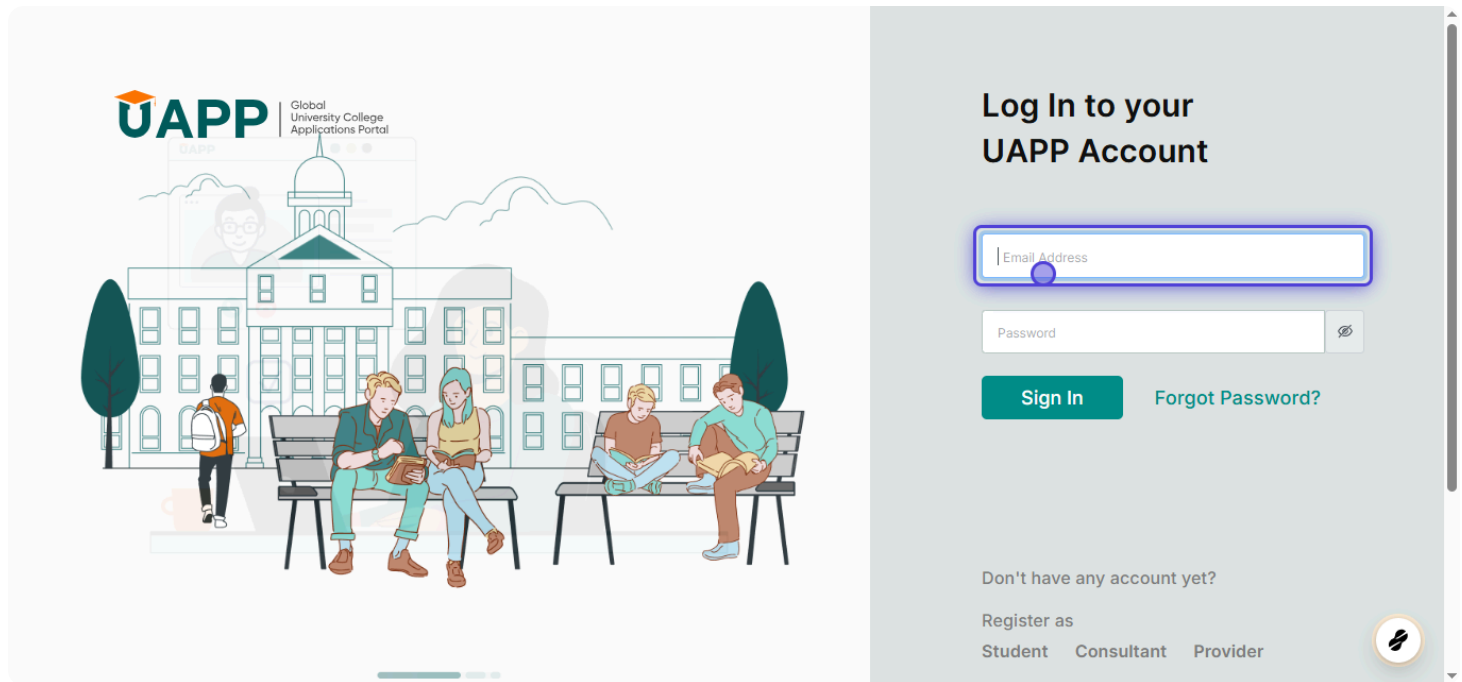 UAPP
Global
University College
Applications Portal
UAPP
Log In to your
UAPP Account
Email Address
Password
Sign In
Forgot Password?
Don't have any account yet?
Register as
Student
Consultant
Provider